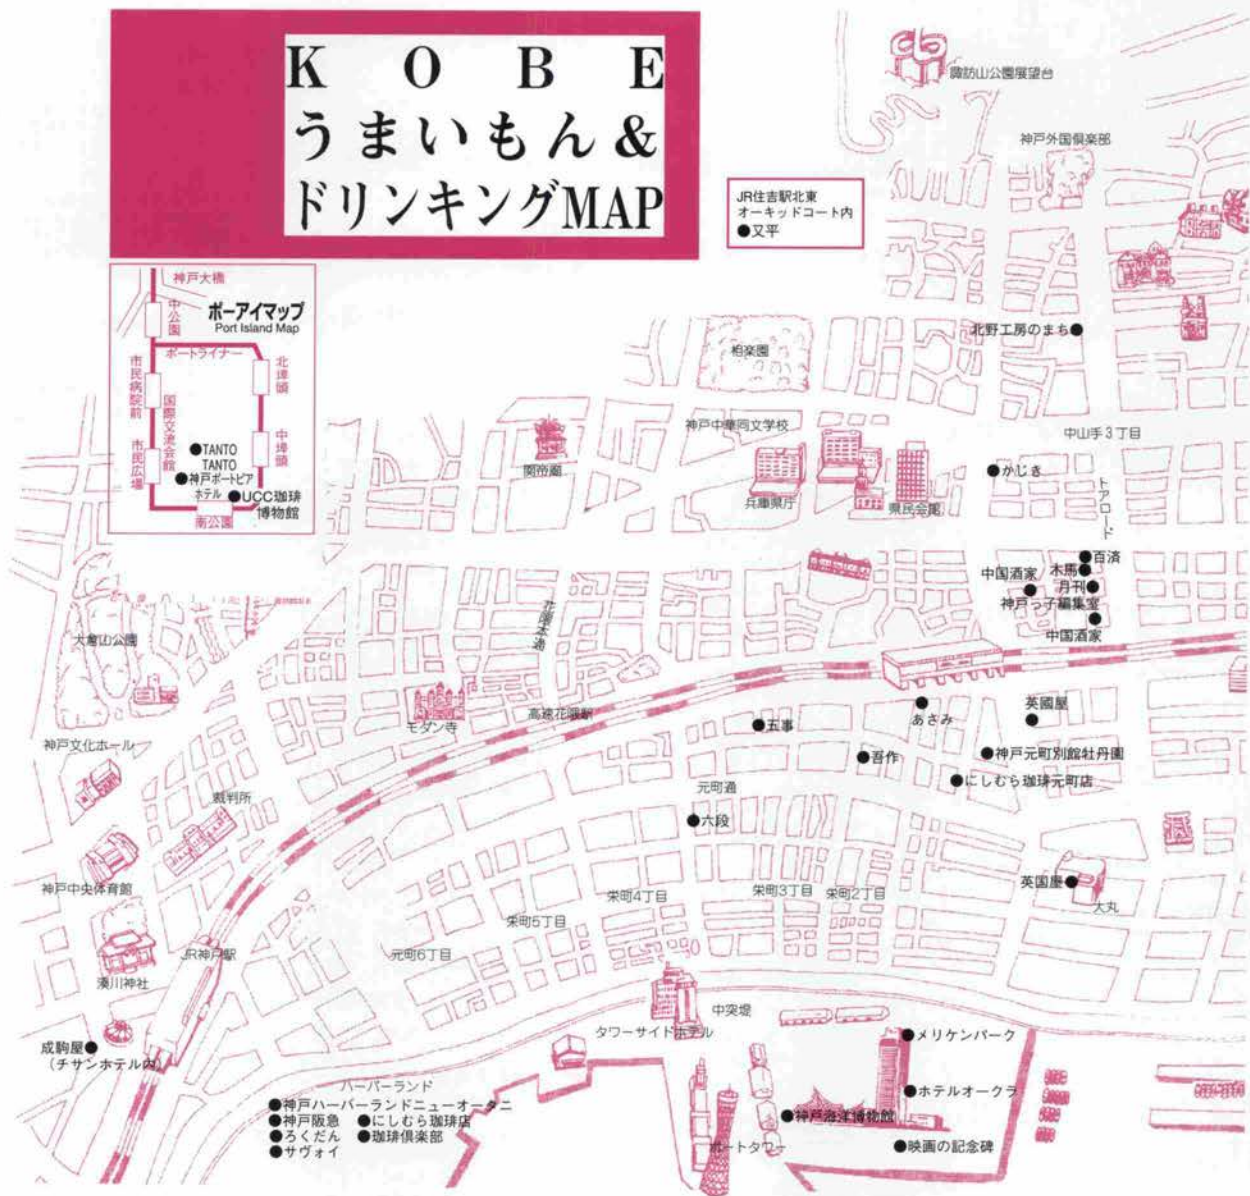 KOBE
うまいもん&
ドリンキングMAP
諏訪山公園展望台
神戸外国倶楽部
JR住吉駅北東
オーキッドコート内
●又平
神戸大橋
中公園
ポーアイマップ
Port Island Map
ポートライナー
市民病院前
北埠頭
国際交流会館
市民広場
中埠頭
●TANTO
TANTO
●神戸ポートピア
ホテル
●UCC珈琲
博物館
南公園
北野工房のまち●
相楽園
神戸中華同文学校
関帝廟
兵庫県庁
県民会館
中山手3丁目
●かじき
トアロード
●百済
木馬●
中国酒家
●
月刊●
神戸っ子編集室
●
中国酒家
大倉山公園
花隈本通
モダン寺
高速花隈駅
●五事
●
あさみ
英國屋
●
●吾作
●神戸元町別館牡丹園
●にしむら珈琲元町店
神戸文化ホール
裁判所
元町通
●六段
神戸中央体育館
英国屋●
大丸
栄町4丁目
栄町3丁目
栄町2丁目
栄町5丁目
元町6丁目
JR神戸駅
湊川神社
成駒屋●
(チサンホテル内)
タワーサイドホテル
中突堤
●メリケンパーク
●ホテルオークラ
●神戸海洋博物館
ポートタワー
●映画の記念碑
ハーバーランド
●神戸ハーバーランドニューオータニ
●神戸阪急 ●にしむら珈琲店
●ろくだん ●珈琲倶楽部
●サヴォイ